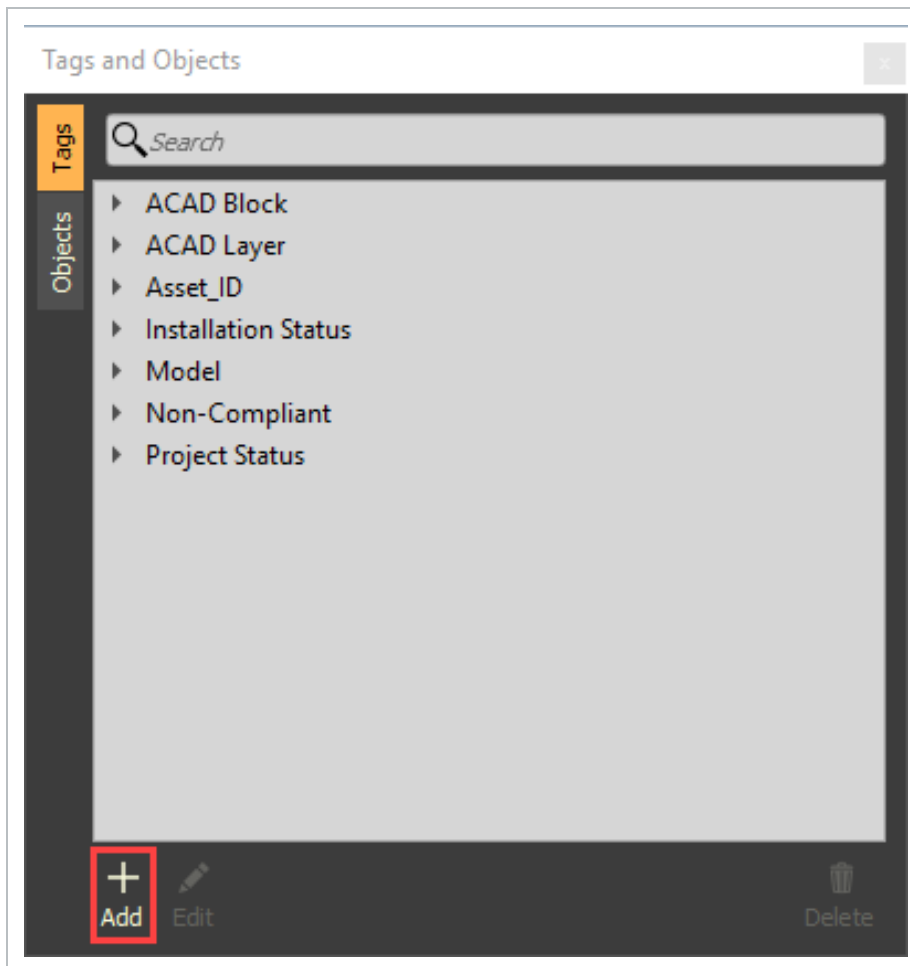 Tags and Objects
x
Tags
Search
Objects
ACAD Block
ACAD Layer
Asset_ID
Installation Status
Model
Non-Compliant
Project Status
Add
Edit
Delete